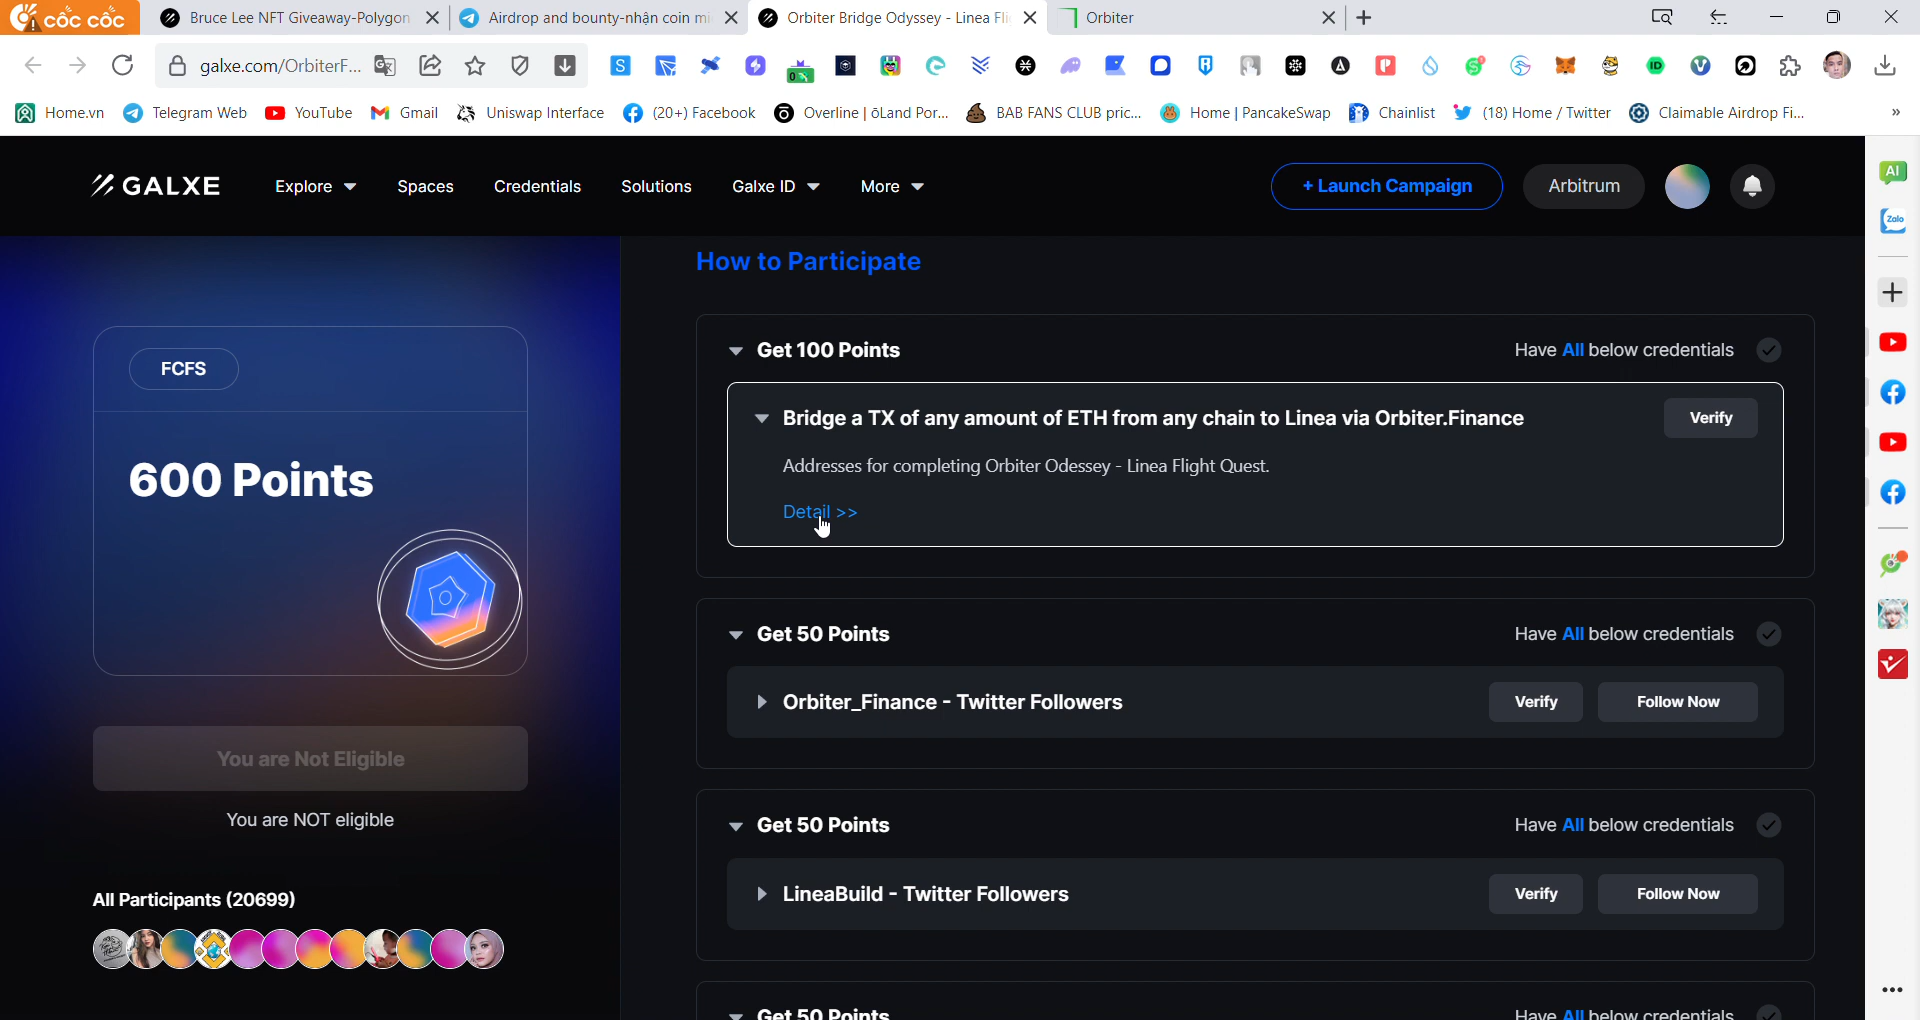 cốc cốc
Bruce Lee NFT Giveaway-Polygon
Airdrop and bounty-nhận coin mi
Orbiter Bridge Odyssey - Linea Fli
Orbiter
galxe.com/OrbiterF...
Home.vn
Telegram Web
YouTube
Gmail
Uniswap Interface
(20+) Facebook
Overline | ōLand Por...
BAB FANS CLUB pric...
Home | PancakeSwap
Chainlist
(18) Home / Twitter
Claimable Airdrop Fi...
»
GALXE
Explore
Spaces
Credentials
Solutions
Galxe ID
More
+ Launch Campaign
Arbitrum
AI
Zalo
FCFS
600 Points
You are Not Eligible
You are NOT eligible
All Participants (20699)
How to Participate
Get 100 Points
Have All below credentials
Bridge a TX of any amount of ETH from any chain to Linea via Orbiter.Finance
Verify
Addresses for completing Orbiter Odessey - Linea Flight Quest.
Detail >>
Get 50 Points
Have All below credentials
Orbiter_Finance - Twitter Followers
Verify
Follow Now
Get 50 Points
Have All below credentials
LineaBuild - Twitter Followers
Verify
Follow Now
Get 50 Points
Have All below credentials